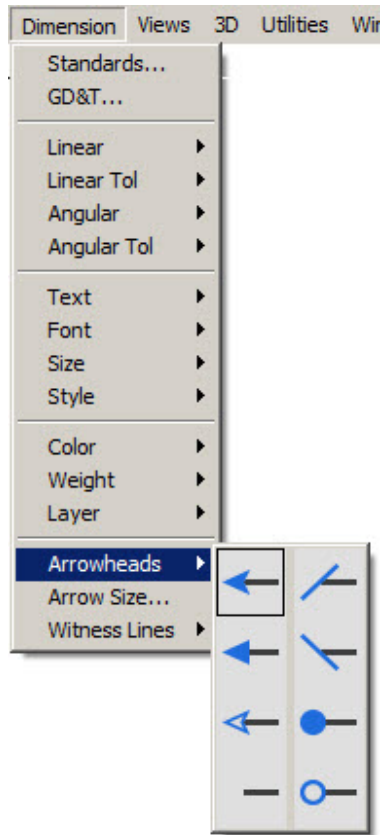 Dimension Views 3D Utilities
Standards...
GD&T...
Linear
Linear Tol
Angular
Angular Tol
Text
Font
Size
Style
Color
Weight
Layer
Arrowheads
Arrow Size...
Witness Lines